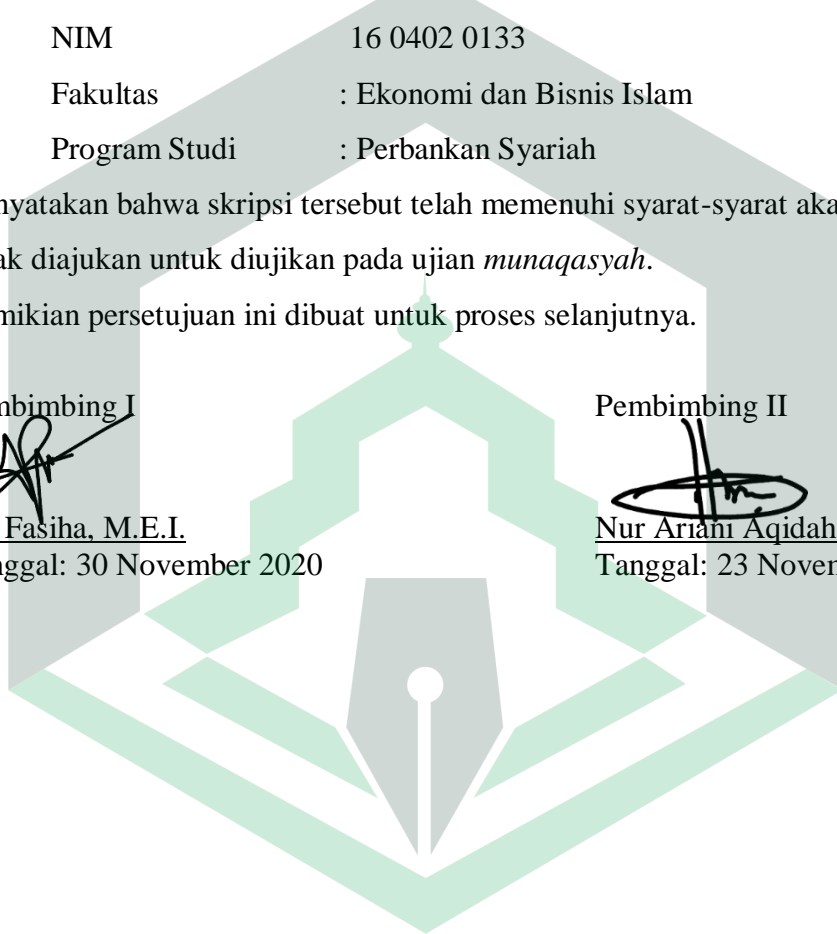 NIM 16 0402 0133
Fakultas : Ekonomi dan Bisnis Islam
Program Studi : Perbankan Syariah
nyatakan bahwa skripsi tersebut telah memenuhi syarat-syarat aka
ak diajukan untuk diujikan pada ujian munaqasyah.
mikian persetujuan ini dibuat untuk proses selanjutnya.
mbimbing I Pembimbing II
Fasiha, M.E.I. Nur Ariani Aqidah
nggal: 30 November 2020 Tanggal: 23 Noven